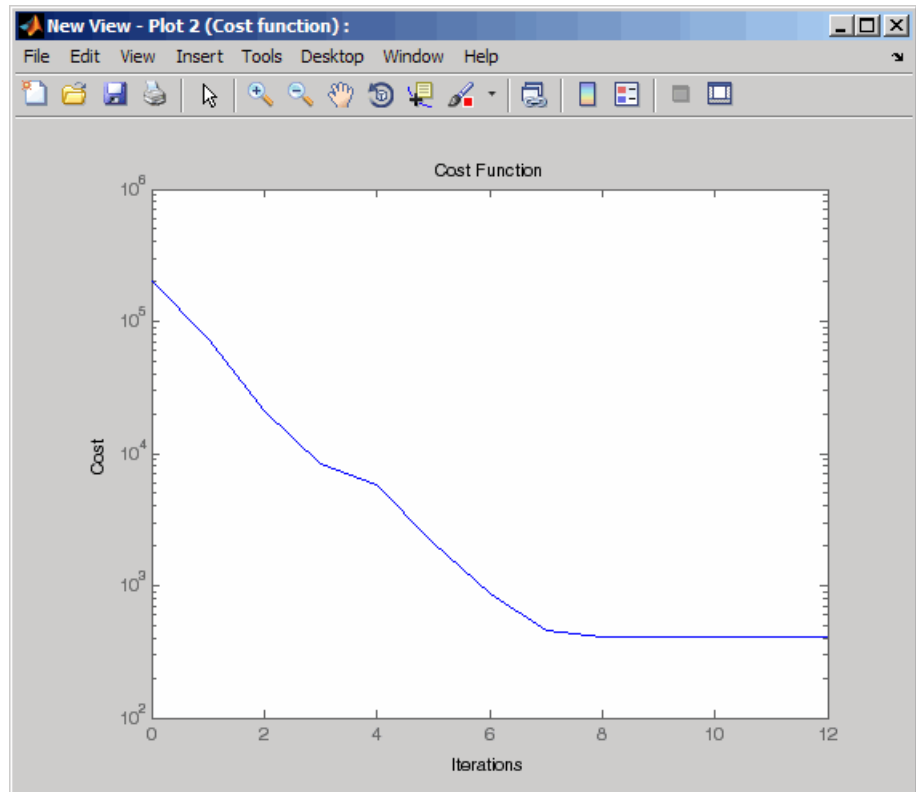 New View - Plot 2 (Cost function) :
File Edit View Insert Tools Desktop Window Help
Cost Function
10^6
10^5
10^4
10^3
10^2
Cost
0 2 4 6 8 10 12
Iterations